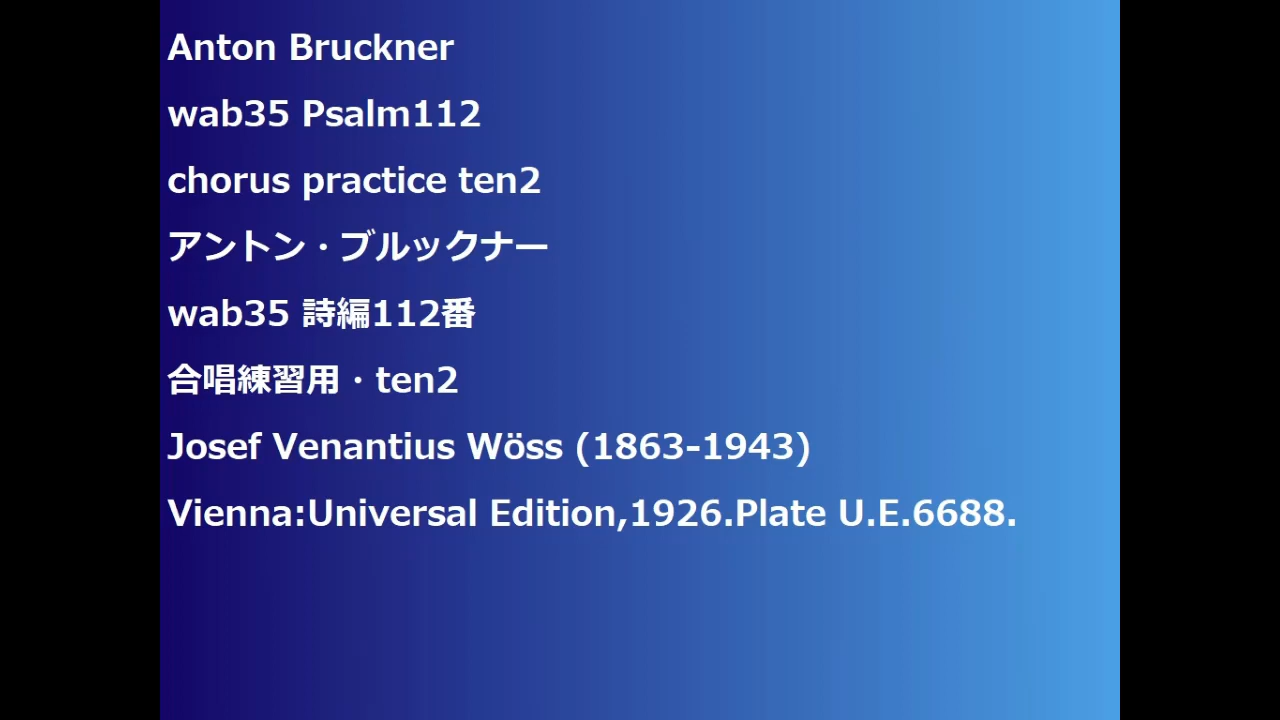 Anton Bruckner
wab35 Psalm112
chorus practice ten2
アントン・ブルックナー
wab35 詩編112番
合唱練習用・ten2
Josef Venantius Wöss (1863-1943)
Vienna:Universal Edition,1926.Plate U.E.6688.